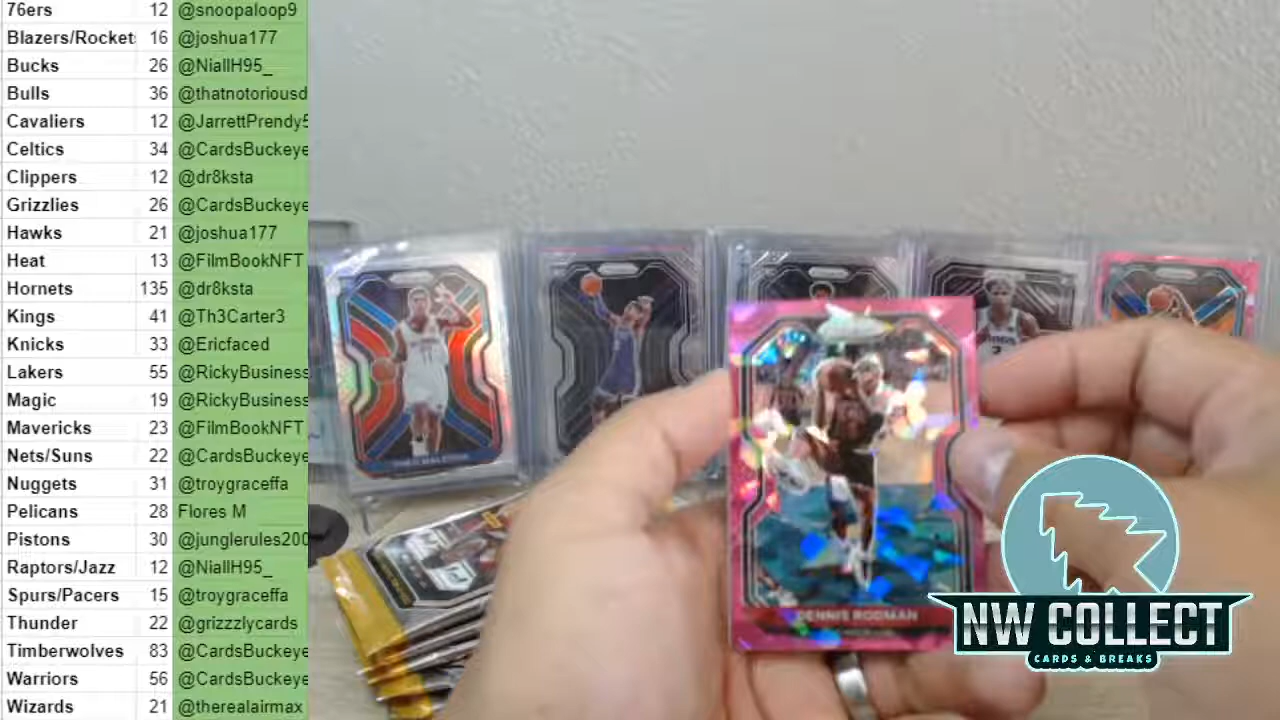 76ers 12 @snoopaloop9
Blazers/Rocket 16 @joshua177
Bucks 26 @NiallH95_
Bulls 36 @thatnotoriousd
Cavaliers 12 @JarrettPrendy5
Celtics 34 @CardsBuckeye
Clippers 12 @dr8ksta
Grizzlies 26 @CardsBuckeye
Hawks 21 @joshua177
Heat 13 @FilmBookNFT
Hornets 135 @dr8ksta
Kings 41 @Th3Carter3
Knicks 33 @Ericfaced
Lakers 55 @RickyBusiness
Magic 19 @RickyBusiness
Mavericks 23 @FilmBookNFT
Nets/Suns 22 @CardsBuckeye
Nuggets 31 @troygraceffa
Pelicans 28 Flores M
Pistons 30 @junglerules200
Raptors/Jazz 12 @NiallH95_
Spurs/Pacers 15 @troygraceffa
Thunder 22 @grizzzlycards
Timberwolves 83 @CardsBuckeye
Warriors 56 @CardsBuckeye
Wizards 21 @therealairmax
DENNIS RODMAN
NW COLLECT
CARDS & BREAKS